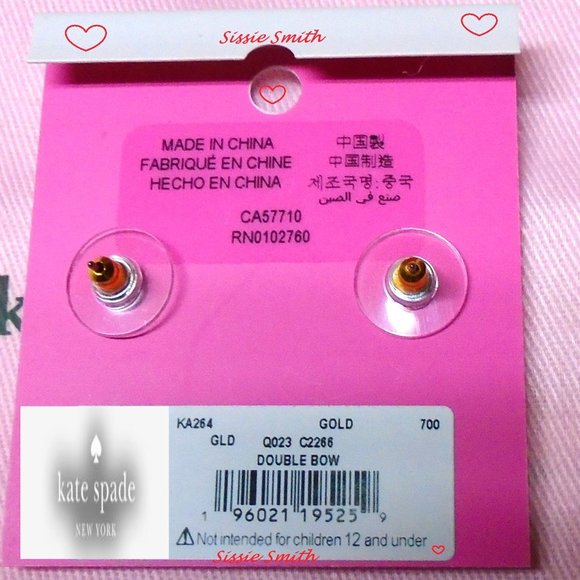 Sissie Smith
MADE IN CHINA
FABRIQUÉ EN CHINE
HECHO EN CHINA
中国製
中国制造
제조국명:중국
صنع في الصين
CA57710
RN0102760
k
kate spade
NEW YORK
KA264 GOLD 700
GLD Q023 C2266
DOUBLE BOW
1 96021 19525 9
Not intended for children 12 and under
Sissie Smith